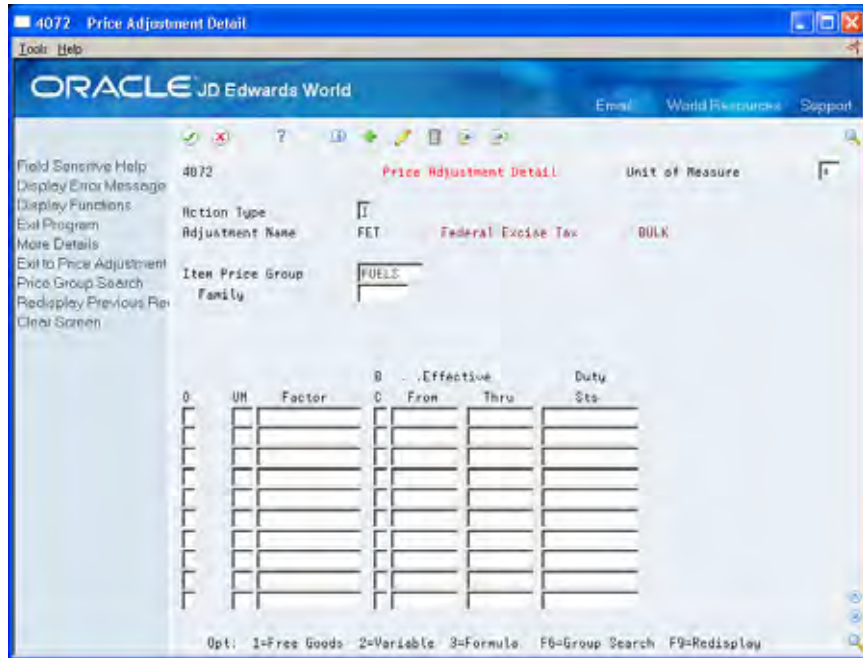 4072 Price Adjustment Detail
Tools Help
ORACLE JD Edwards World
Email World Resources Support
?
Field Sensitive Help
Display Error Message
Display Functions
Exit Program
More Details
Exit to Price Adjustment
Price Group Search
Redisplay Previous Rec
Clear Screen
4072 Price Adjustment Detail Unit of Measure *
Action Type I
Adjustment Name FET Federal Excise Tax BULK
Item Price Group FUELS
Family
B . .Effective Duty
O UM Factor C From Thru Sts
Opt: 1=Free Goods 2=Variable 3=Formula F6=Group Search F9=Redisplay